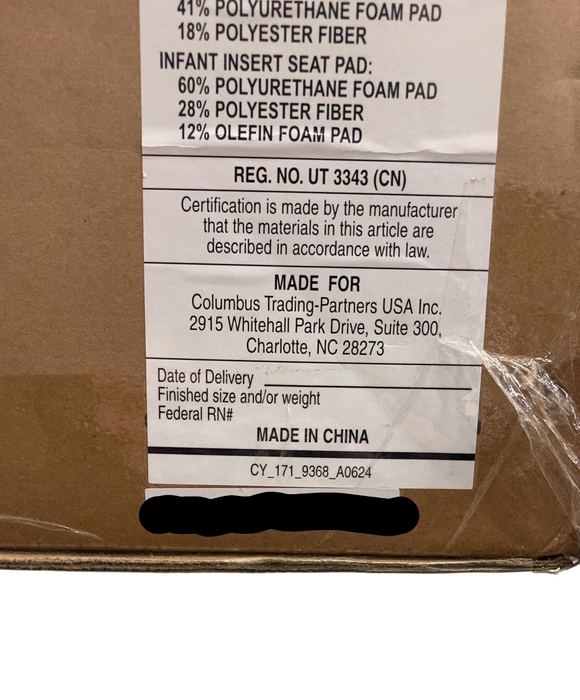 41% POLYURETHANE FOAM PAD
18% POLYESTER FIBER
INFANT INSERT SEAT PAD:
60% POLYURETHANE FOAM PAD
28% POLYESTER FIBER
12% OLEFIN FOAM PAD
REG. NO. UT 3343 (CN)
Certification is made by the manufacturer
that the materials in this article are
described in accordance with law.
MADE FOR
Columbus Trading-Partners USA Inc.
2915 Whitehall Park Drive, Suite 300,
Charlotte, NC 28273
Date of Delivery
Finished size and/or weight
Federal RN#
MADE IN CHINA
CY_171_9368_A0624